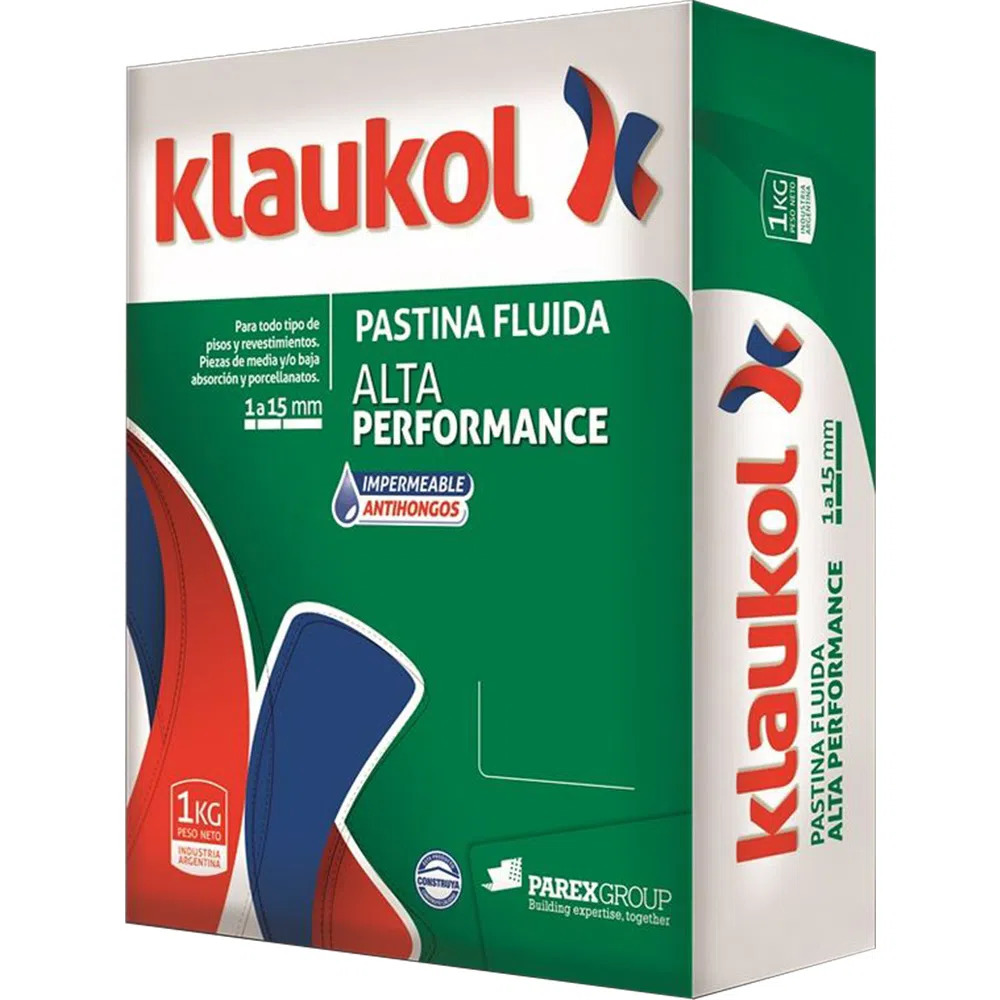 klaukol
Para todo tipo de
pisos y revestimientos.
Piezas de media y/o baja
absorción y porcellanatos.
1 a 15 mm
PASTINA FLUIDA
ALTA
PERFORMANCE
IMPERMEABLE
ANTIHONGOS
1KG
PESO NETO
INDUSTRIA
ARGENTINA
CONSTRUYA
PAREXGROUP
Building expertise, together
1KG
PESO NETO
INDUSTRIA
ARGENTINA
klaukol
PASTINA FLUIDA
ALTA PERFORMANCE
1 a 15 mm